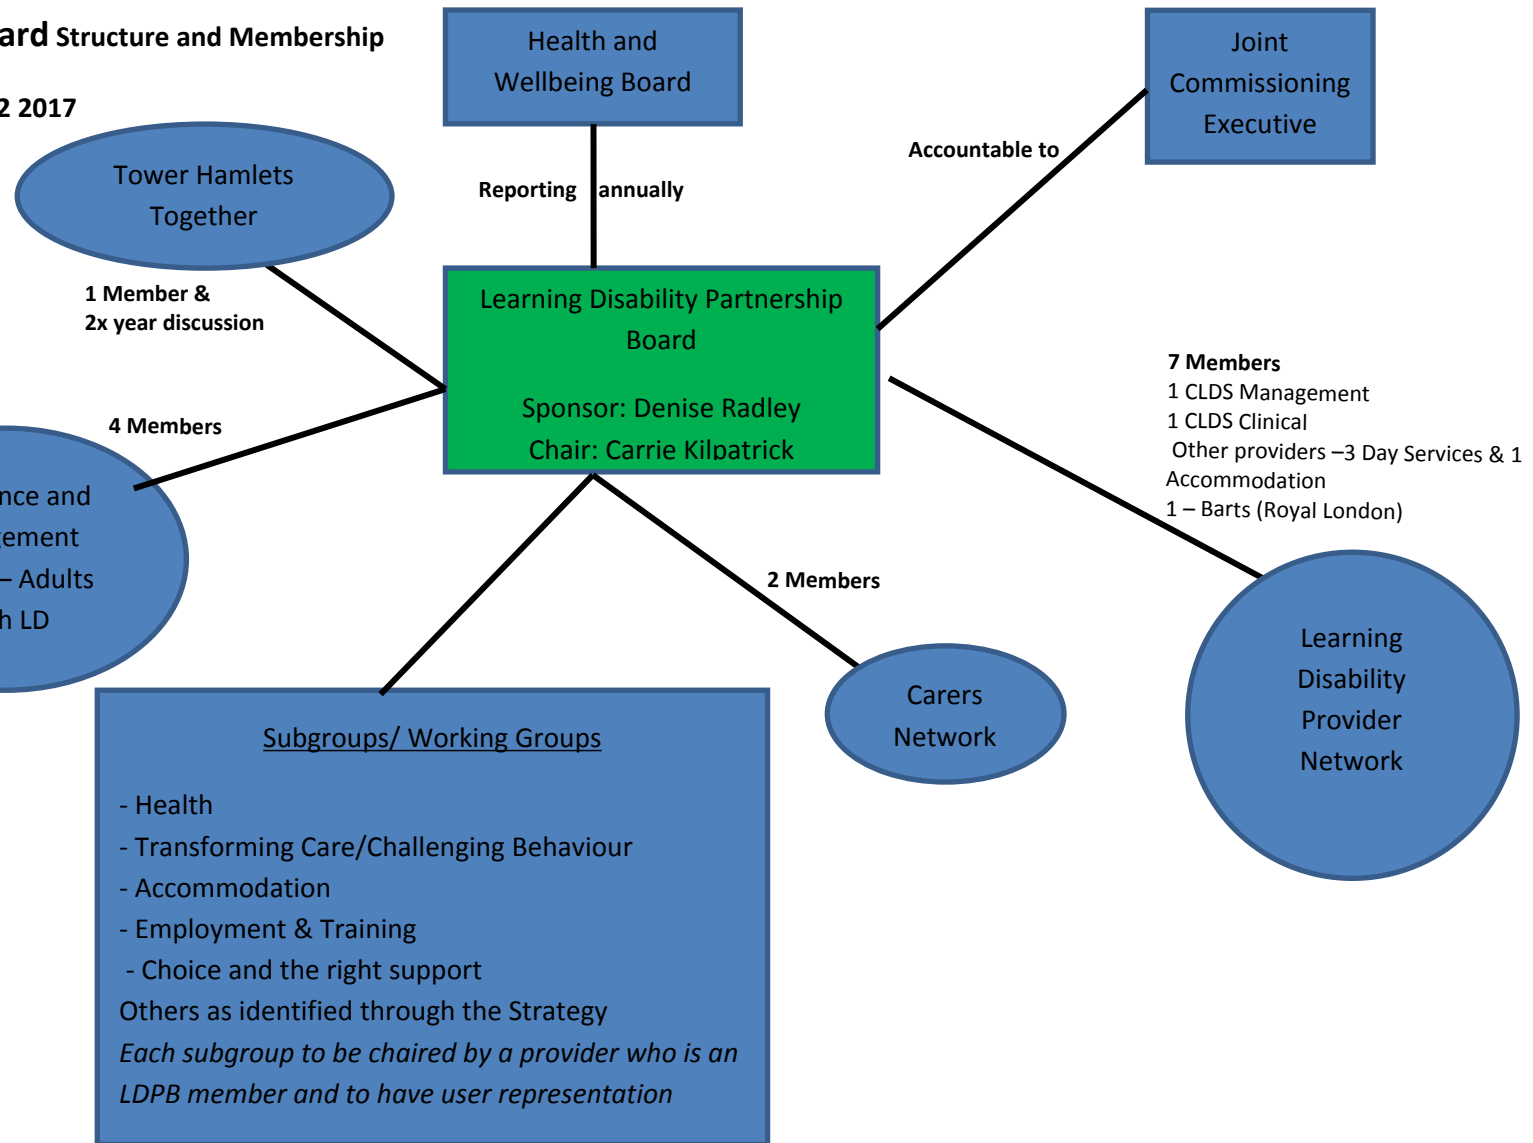 Structure and Membership
2017
Health and
Wellbeing Board
Joint
Commissioning
Executive
Tower Hamlets
Together
Accountable to
Reporting annually
1 Member &
2x year discussion
Learning Disability Partnership
Board
Sponsor: Denise Radley
Chair: Carrie Kilpatrick
7 Members
1 CLDS Management
1 CLDS Clinical
Other providers –3 Day Services & 1
Accommodation
1 – Barts (Royal London)
4 Members
and
– Adults
LD
2 Members
Carers
Network
Learning
Disability
Provider
Network
Subgroups/ Working Groups
- Health
- Transforming Care/Challenging Behaviour
- Accommodation
- Employment & Training
- Choice and the right support
Others as identified through the Strategy
Each subgroup to be chaired by a provider who is an
LDPB member and to have user representation